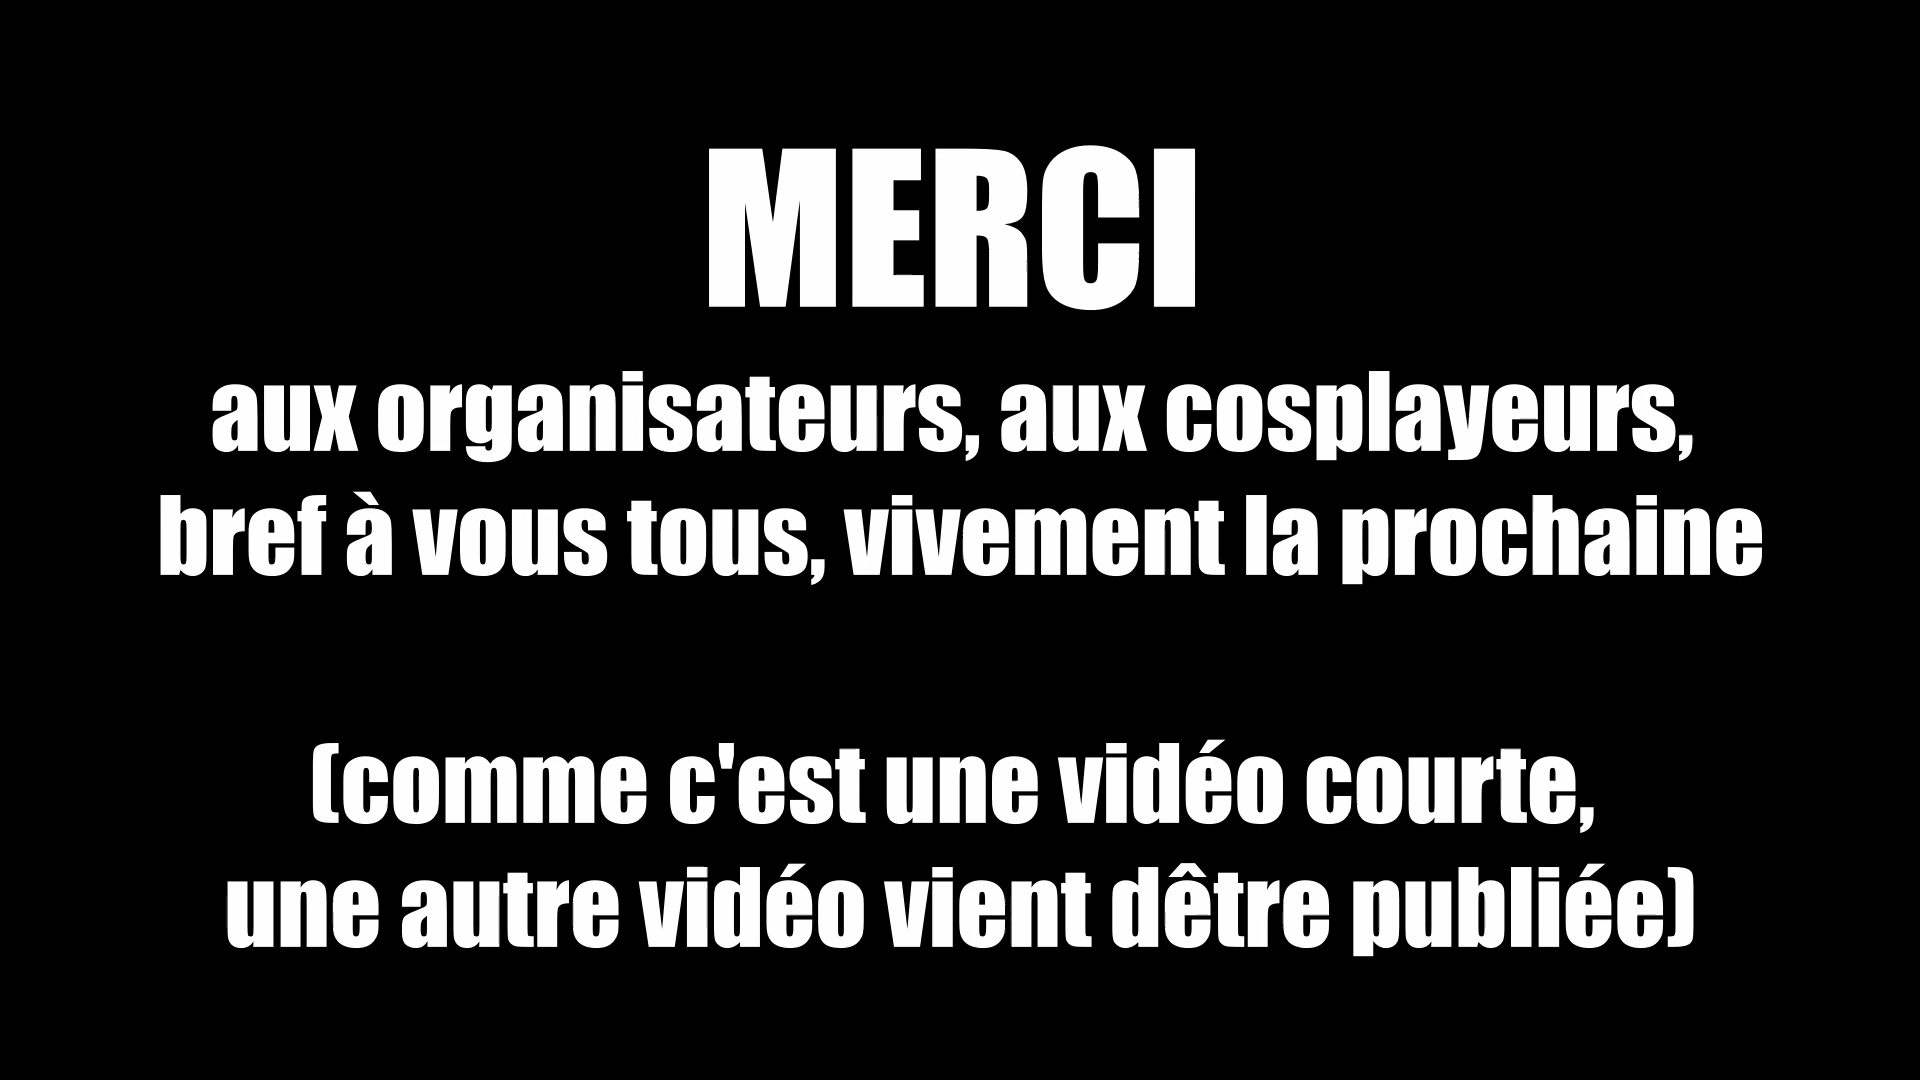 MERCI
aux organisateurs, aux cosplayeurs,
bref à vous tous, vivement la prochaine
(comme c'est une vidéo courte,
une autre vidéo vient dêtre publiée)